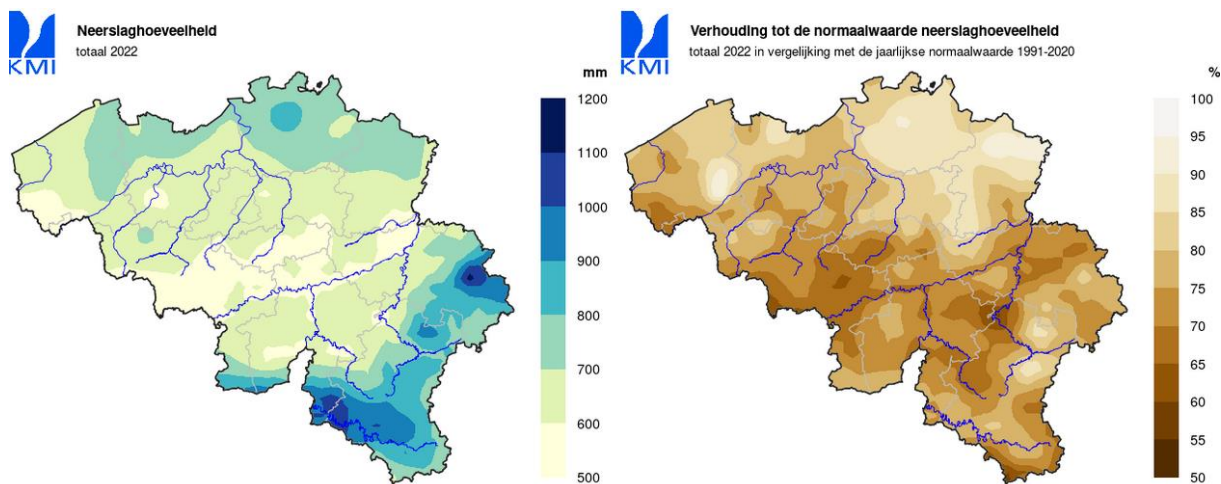 KMI
Neerslaghoeveelheid
totaal 2022
mm
1200
1100
1000
900
800
700
600
500
KMI
Verhouding tot de normaalwaarde neerslaghoeveelheid
totaal 2022 in vergelijking met de jaarlijkse normaalwaarde 1991-2020
%
100
95
90
85
80
75
70
65
60
55
50